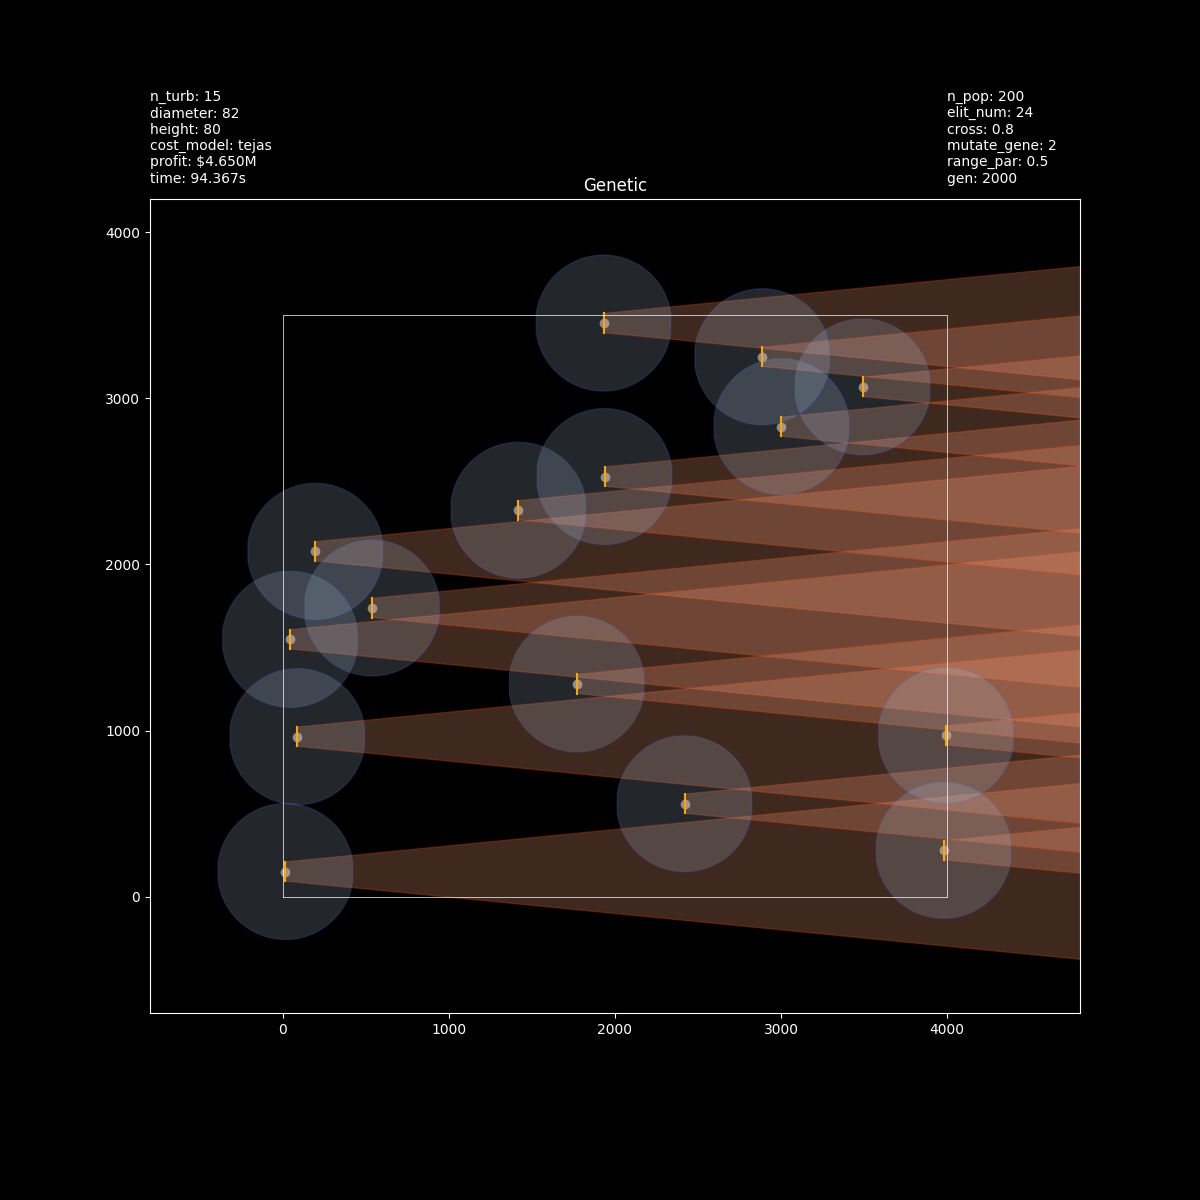 n_turb: 15
diameter: 82
height: 80
cost_model: tejas
profit: $4.650M
time: 94.367s
n_pop: 200
elit_num: 24
cross: 0.8
mutate_gene: 2
range_par: 0.5
gen: 2000
Genetic
4000
3000
2000
1000
0
0
1000
2000
3000
4000